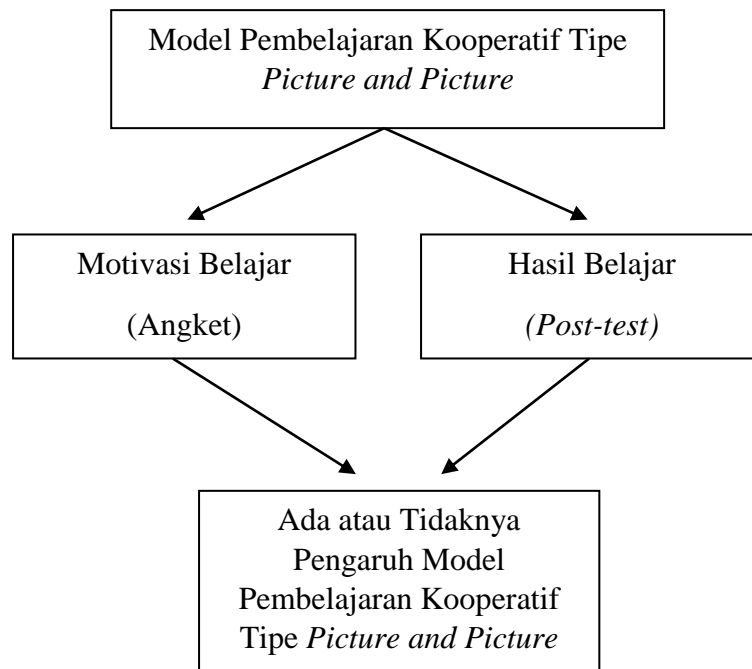 Model Pembelajaran Kooperatif Tipe
Picture and Picture
Motivasi Belajar
(Angket)
Hasil Belajar
(Post-test)
Ada atau Tidaknya
Pengaruh Model
Pembelajaran Kooperatif
Tipe Picture and Picture